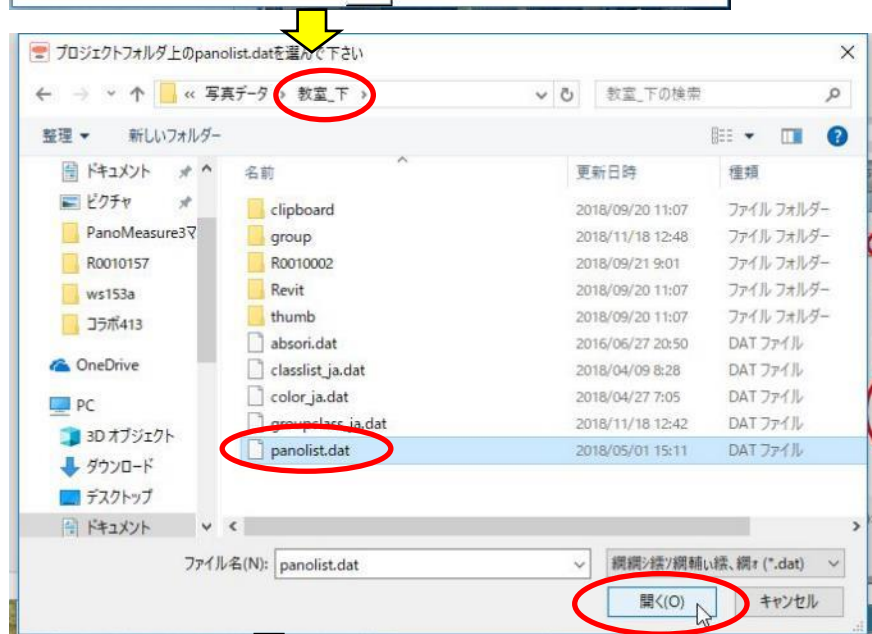 プロジェクトフォルダ上のpanolist.datを選んで下さい
« 写真データ › 教室_下 ›
教室_下の検索
整理 新しいフォルダー
名前 更新日時 種類
ドキュメント
ピクチャ
PanoMeasure3マ
R0010157
ws153a
コラボ413
OneDrive
PC
3D オブジェクト
ダウンロード
デスクトップ
ドキュメント
clipboard 2018/09/20 11:07 ファイル フォルダー
group 2018/11/18 12:48 ファイル フォルダー
R0010002 2018/09/21 9:01 ファイル フォルダー
Revit 2018/09/20 11:07 ファイル フォルダー
thumb 2018/09/20 11:07 ファイル フォルダー
absori.dat 2016/06/27 20:50 DAT ファイル
classlist_ja.dat 2018/04/09 8:28 DAT ファイル
color_ja.dat 2018/04/27 7:05 DAT ファイル
groupclass_ja.dat 2018/11/18 12:42 DAT ファイル
panolist.dat 2018/05/01 15:11 DAT ファイル
ファイル名(N): panolist.dat
(*.dat)
開く(O) キャンセル